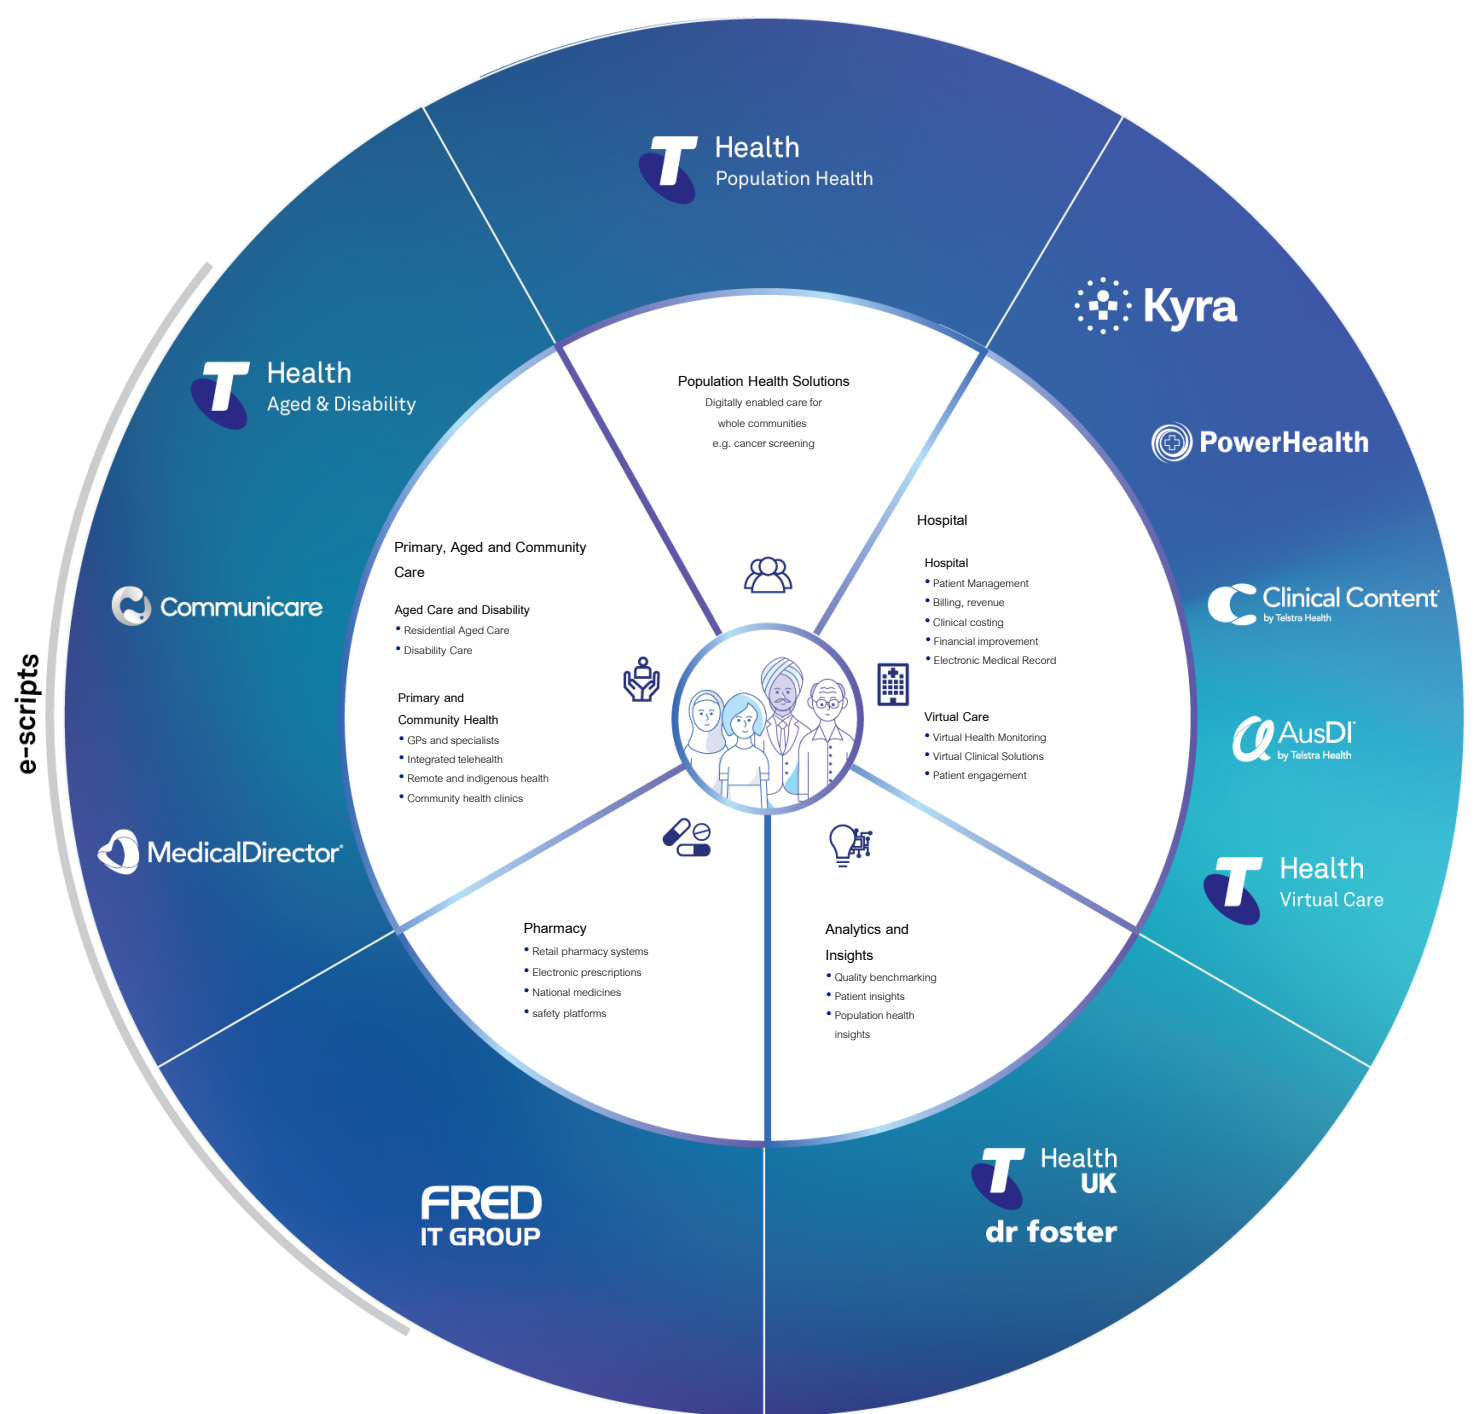 Health
Population Health
Kyra
PowerHealth
Clinical Content
by Telstra Health
AusDI
by Telstra Health
Health
Virtual Care
Health
UK
dr foster
FRED
IT GROUP
MedicalDirector
Communicare
Health
Aged & Disability
e-scripts
Population Health Solutions
Digitally enabled care for
whole communities
e.g. cancer screening
Hospital
Hospital
• Patient Management
• Billing, revenue
• Clinical costing
• Financial improvement
• Electronic Medical Record
Virtual Care
• Virtual Health Monitoring
• Virtual Clinical Solutions
• Patient engagement
Analytics and
Insights
• Quality benchmarking
• Patient insights
• Population health
insights
Pharmacy
• Retail pharmacy systems
• Electronic prescriptions
• National medicines
• safety platforms
Primary, Aged and Community
Care
Aged Care and Disability
• Residential Aged Care
• Disability Care
Primary and
Community Health
• GPs and specialists
• Integrated telehealth
• Remote and indigenous health
• Community health clinics